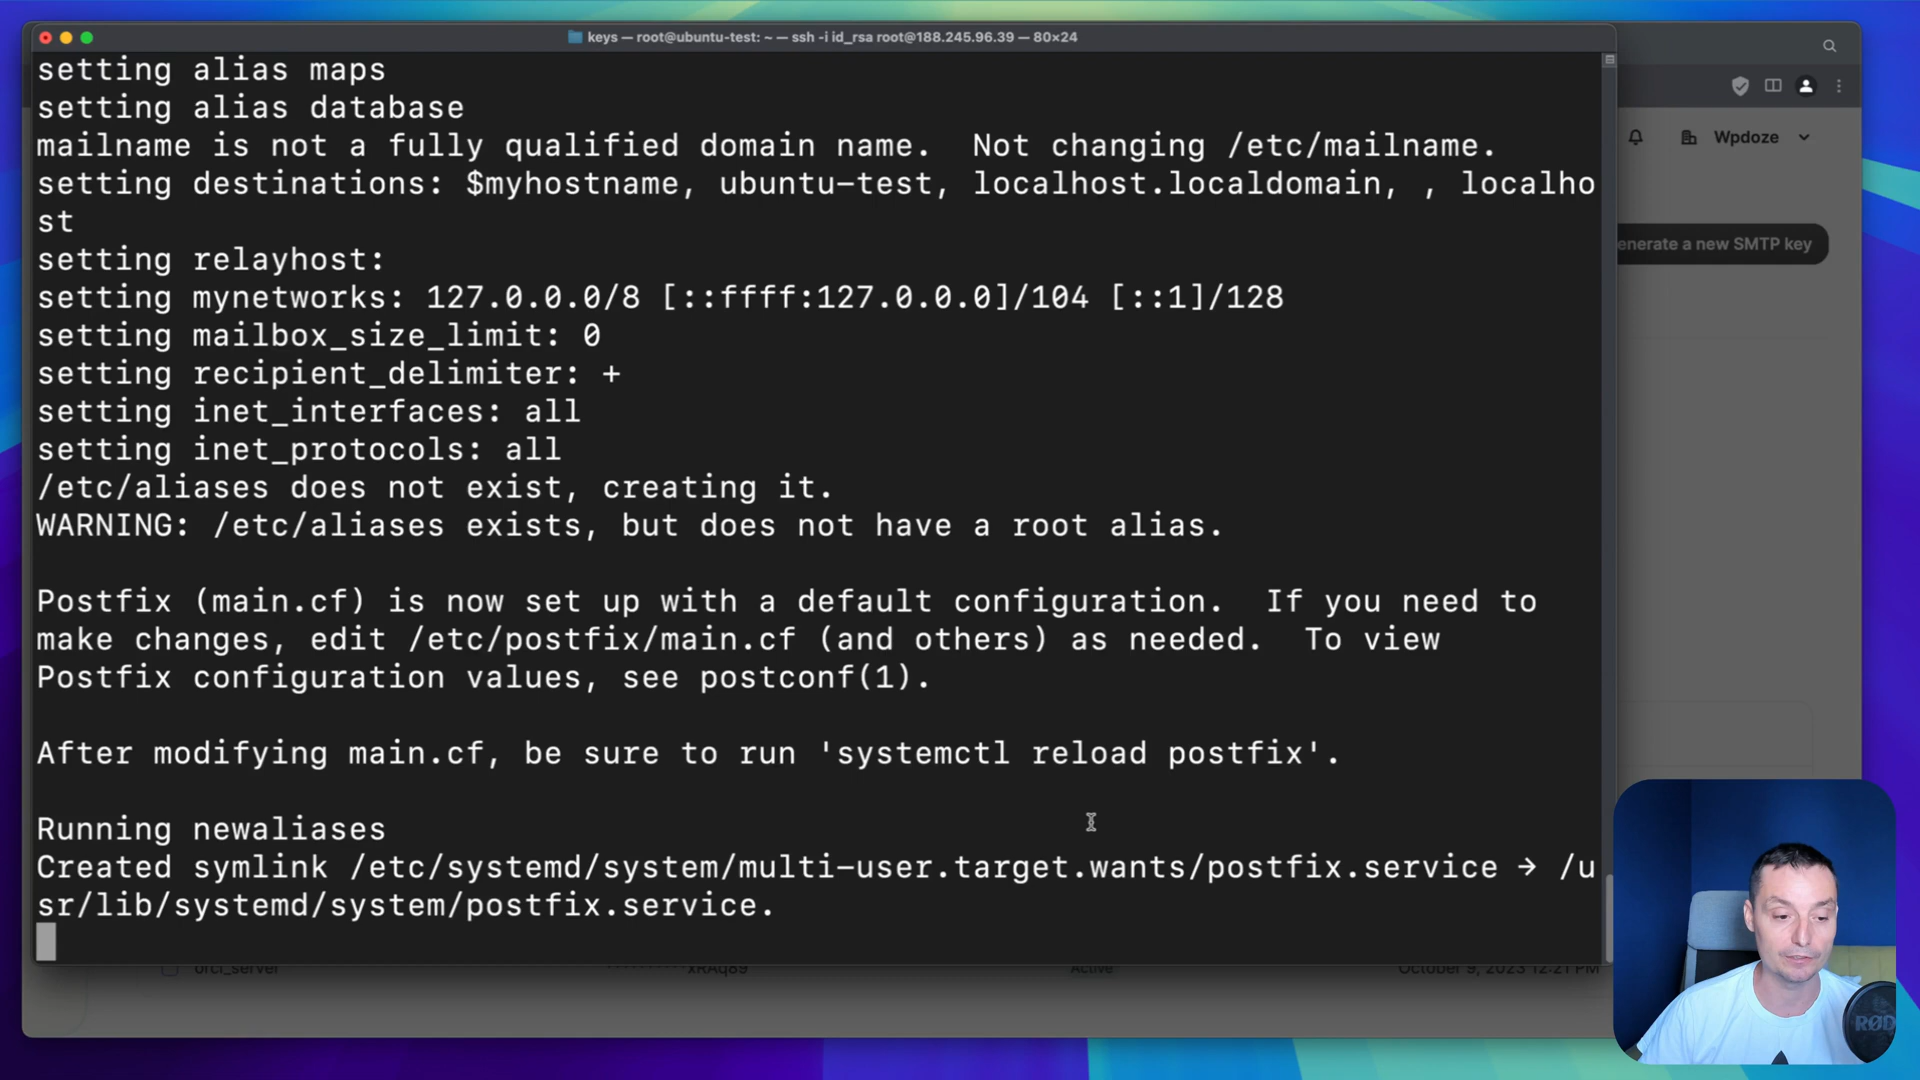 keys — root@ubuntu-test: ~ — ssh -i id_rsa root@188.245.96.39 — 80×24
setting alias maps
setting alias database
mailname is not a fully qualified domain name.  Not changing /etc/mailname.
setting destinations: $myhostname, ubuntu-test, localhost.localdomain, , localho
st
setting relayhost:
setting mynetworks: 127.0.0.0/8 [::ffff:127.0.0.0]/104 [::1]/128
setting mailbox_size_limit: 0
setting recipient_delimiter: +
setting inet_interfaces: all
setting inet_protocols: all
/etc/aliases does not exist, creating it.
WARNING: /etc/aliases exists, but does not have a root alias.
Postfix (main.cf) is now set up with a default configuration.  If you need to
make changes, edit /etc/postfix/main.cf (and others) as needed.  To view
Postfix configuration values, see postconf(1).
After modifying main.cf, be sure to run 'systemctl reload postfix'.
Running newaliases
Created symlink /etc/systemd/system/multi-user.target.wants/postfix.service → /u
sr/lib/systemd/system/postfix.service.
Wpdoze
enerate a new SMTP key
orci_server xRAq89 Active October 9, 2023 12:21 PM
RØD